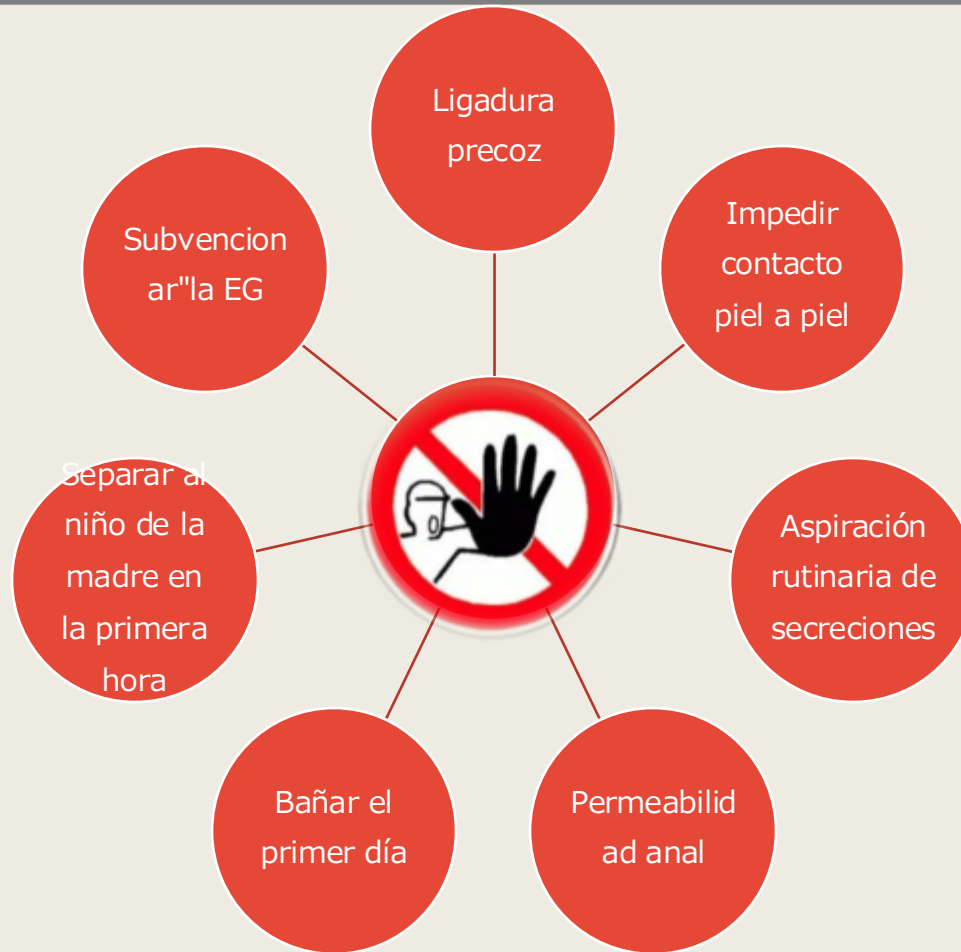 Ligadura
precoz
Impedir
contacto
piel a piel
Aspiración
rutinaria de
secreciones
Permeabilid
ad anal
Bañar el
primer día
Separar al
niño de la
madre en
la primera
hora
Subvencion
ar"la EG